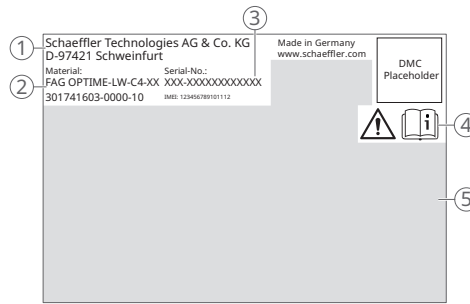 3
1
Schaeffler Technologies AG & Co. KG
D-97421 Schweinfurt
Made in Germany
www.schaeffler.com
DMC
Placeholder
Material:
Serial-No.:
2
FAG OPTIME-LW-C4-XX
XXX-XXXXXXXXXXXX
301741603-0000-10
IMEI: 123456789101112
i
4
5